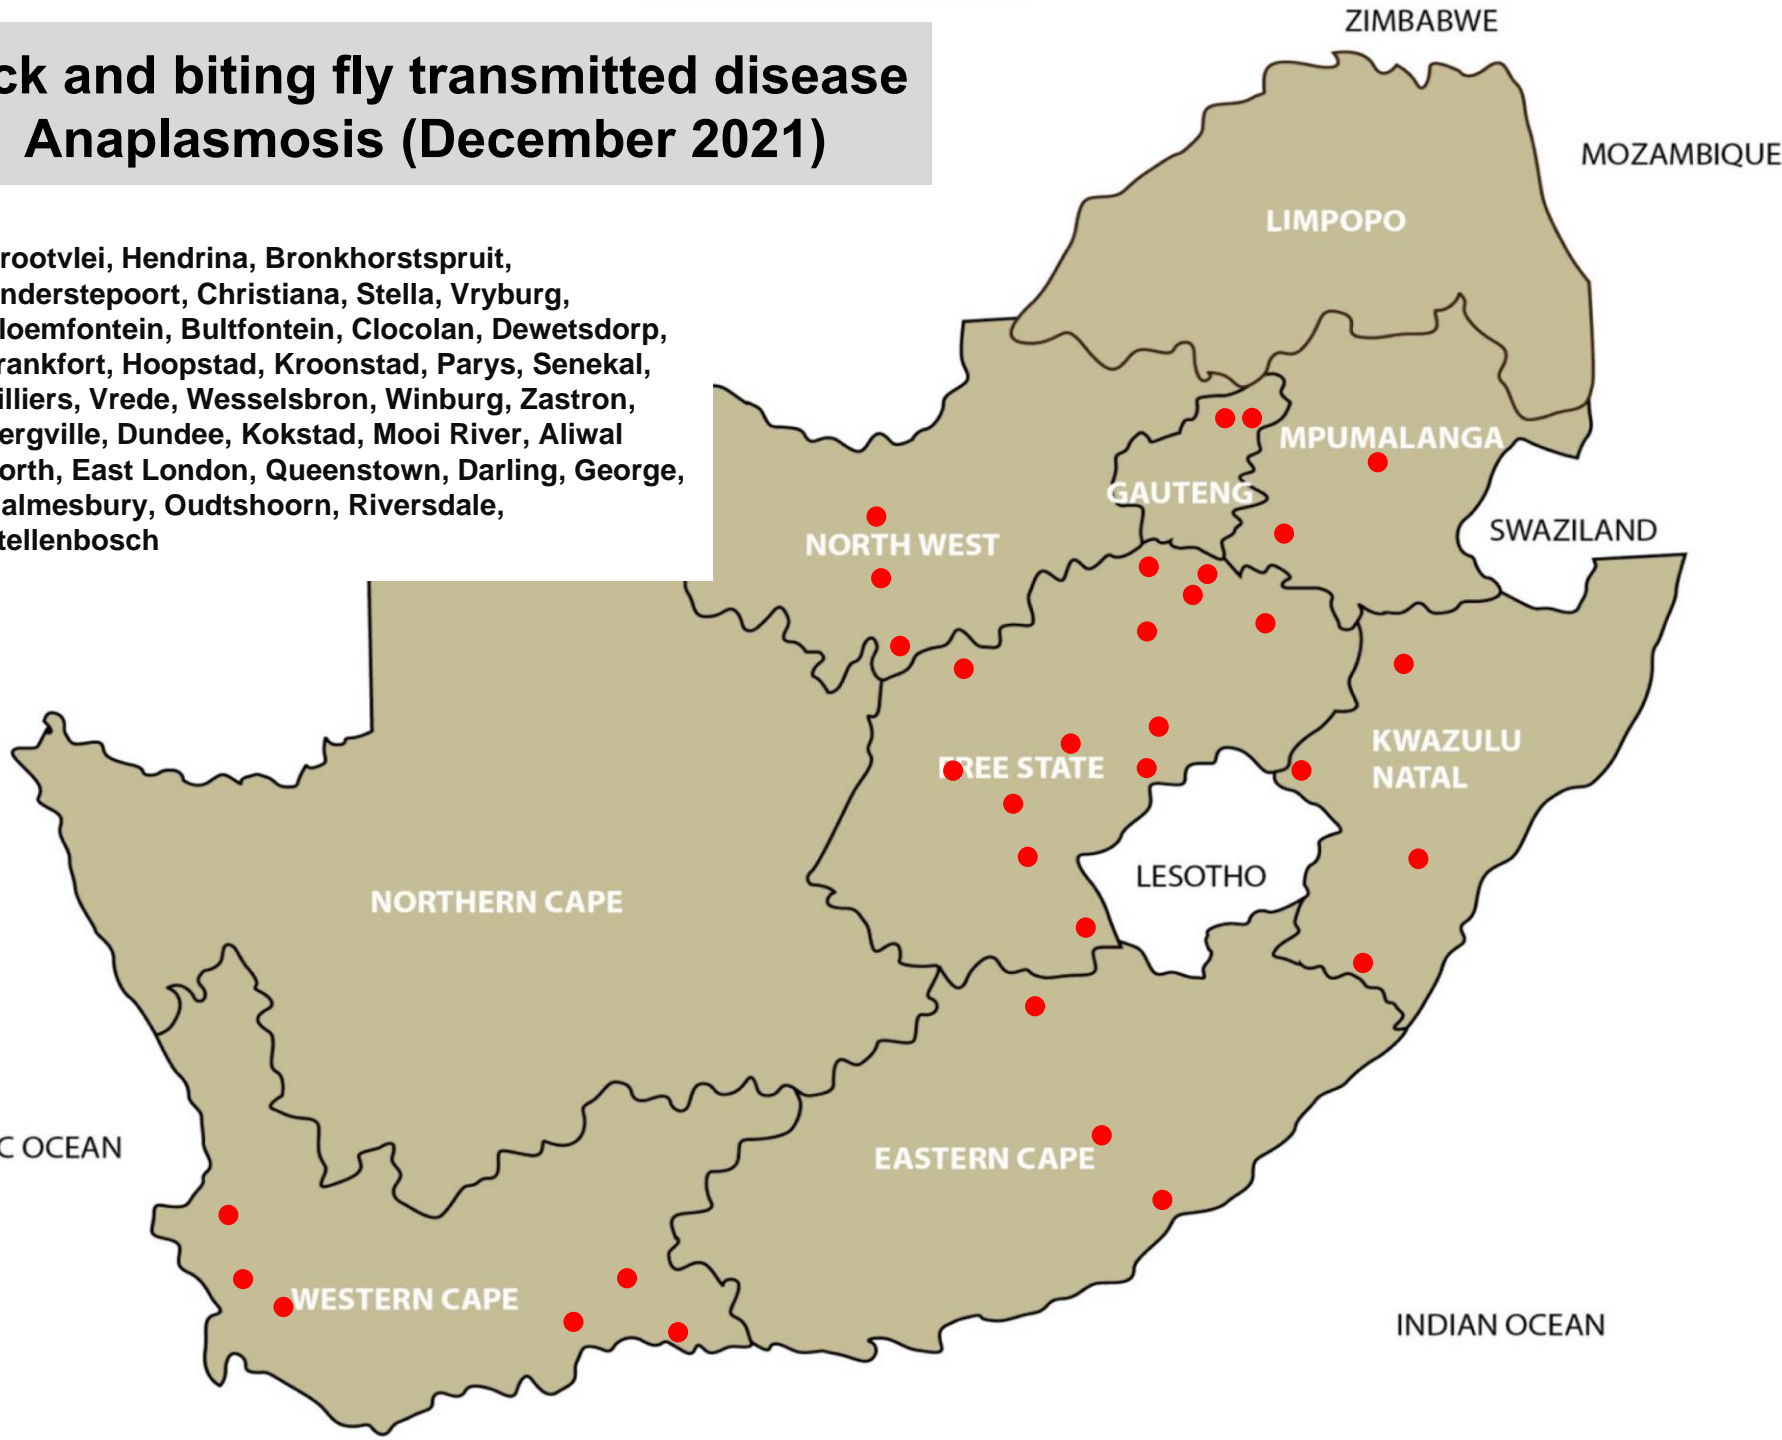 ck and biting fly transmitted disease
Anaplasmosis (December 2021)
rootvlei, Hendrina, Bronkhorstspruit,
nderstepoort, Christiana, Stella, Vryburg,
loemfontein, Bultfontein, Clocolan, Dewetsdorp,
rankfort, Hoopstad, Kroonstad, Parys, Senekal,
illiers, Vrede, Wesselsbron, Winburg, Zastron,
ergville, Dundee, Kokstad, Mooi River, Aliwal
orth, East London, Queenstown, Darling, George,
almesbury, Oudtshoorn, Riversdale,
tellenbosch
ZIMBABWE
MOZAMBIQUE
LIMPOPO
MPUMALANGA
GAUTENG
SWAZILAND
NORTH WEST
KWAZULU
NATAL
FREE STATE
LESOTHO
NORTHERN CAPE
C OCEAN
EASTERN CAPE
WESTERN CAPE
INDIAN OCEAN